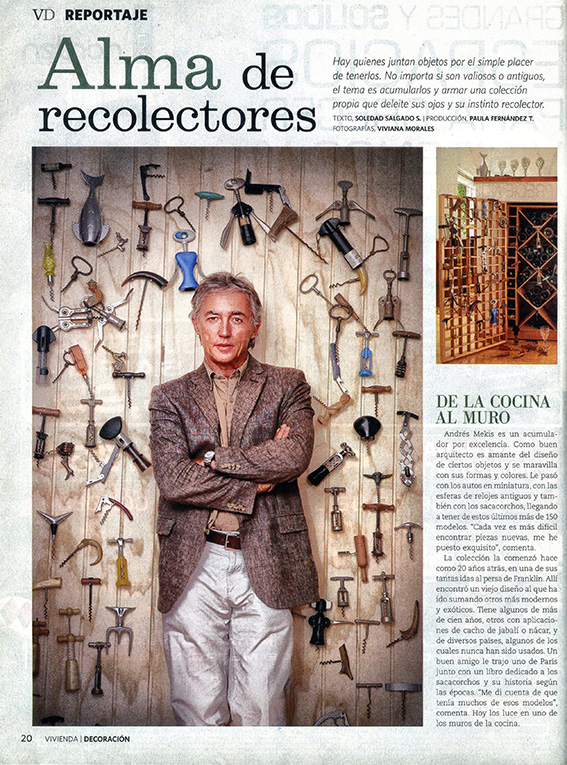 VD REPORTAJE
Alma de
recolectores
Hay quienes juntan objetos por el simple placer
de tenerlos. No importa si son valiosos o antiguos,
el tema es acumularlos y armar una colección
propia que deleite sus ojos y su instinto recolector.
TEXTO, SOLEDAD SALGADO S. | PRODUCCIÓN, PAULA FERNÁNDEZ T.
FOTOGRAFÍAS, VIVIANA MORALES
DE LA COCINA
AL MURO
Andrés Mekis es un acumula-
dor por excelencia. Como buen
arquitecto es amante del diseño
de ciertos objetos y se maravilla
con sus formas y colores. Le pasó
con los autos en miniatura, con las
esferas de relojes antiguos y tam-
bién con los sacacorchos, llegando
a tener de estos últimos más de 150
modelos. "Cada vez es más difícil
encontrar piezas nuevas, me he
puesto exquisito", comenta.
La colección la comenzó hace
como 20 años atrás, en una de sus
tantas idas al persa de Franklin. Allí
encontró un viejo diseño al que ha
ido sumando otros más modernos
y exóticos. Tiene algunos de más
de cien años, otros con aplicacio-
nes de cacho de jabalí o nácar, y
de diversos países, algunos de los
cuales nunca han sido usados. Un
buen amigo le trajo uno de París
junto con un libro dedicado a los
sacacorchos y su historia según
las épocas. "Me di cuenta de que
tenía muchos de esos modelos",
comenta. Hoy los luce en uno de
los muros de la cocina.
20 VIVIENDA | DECORACIÓN